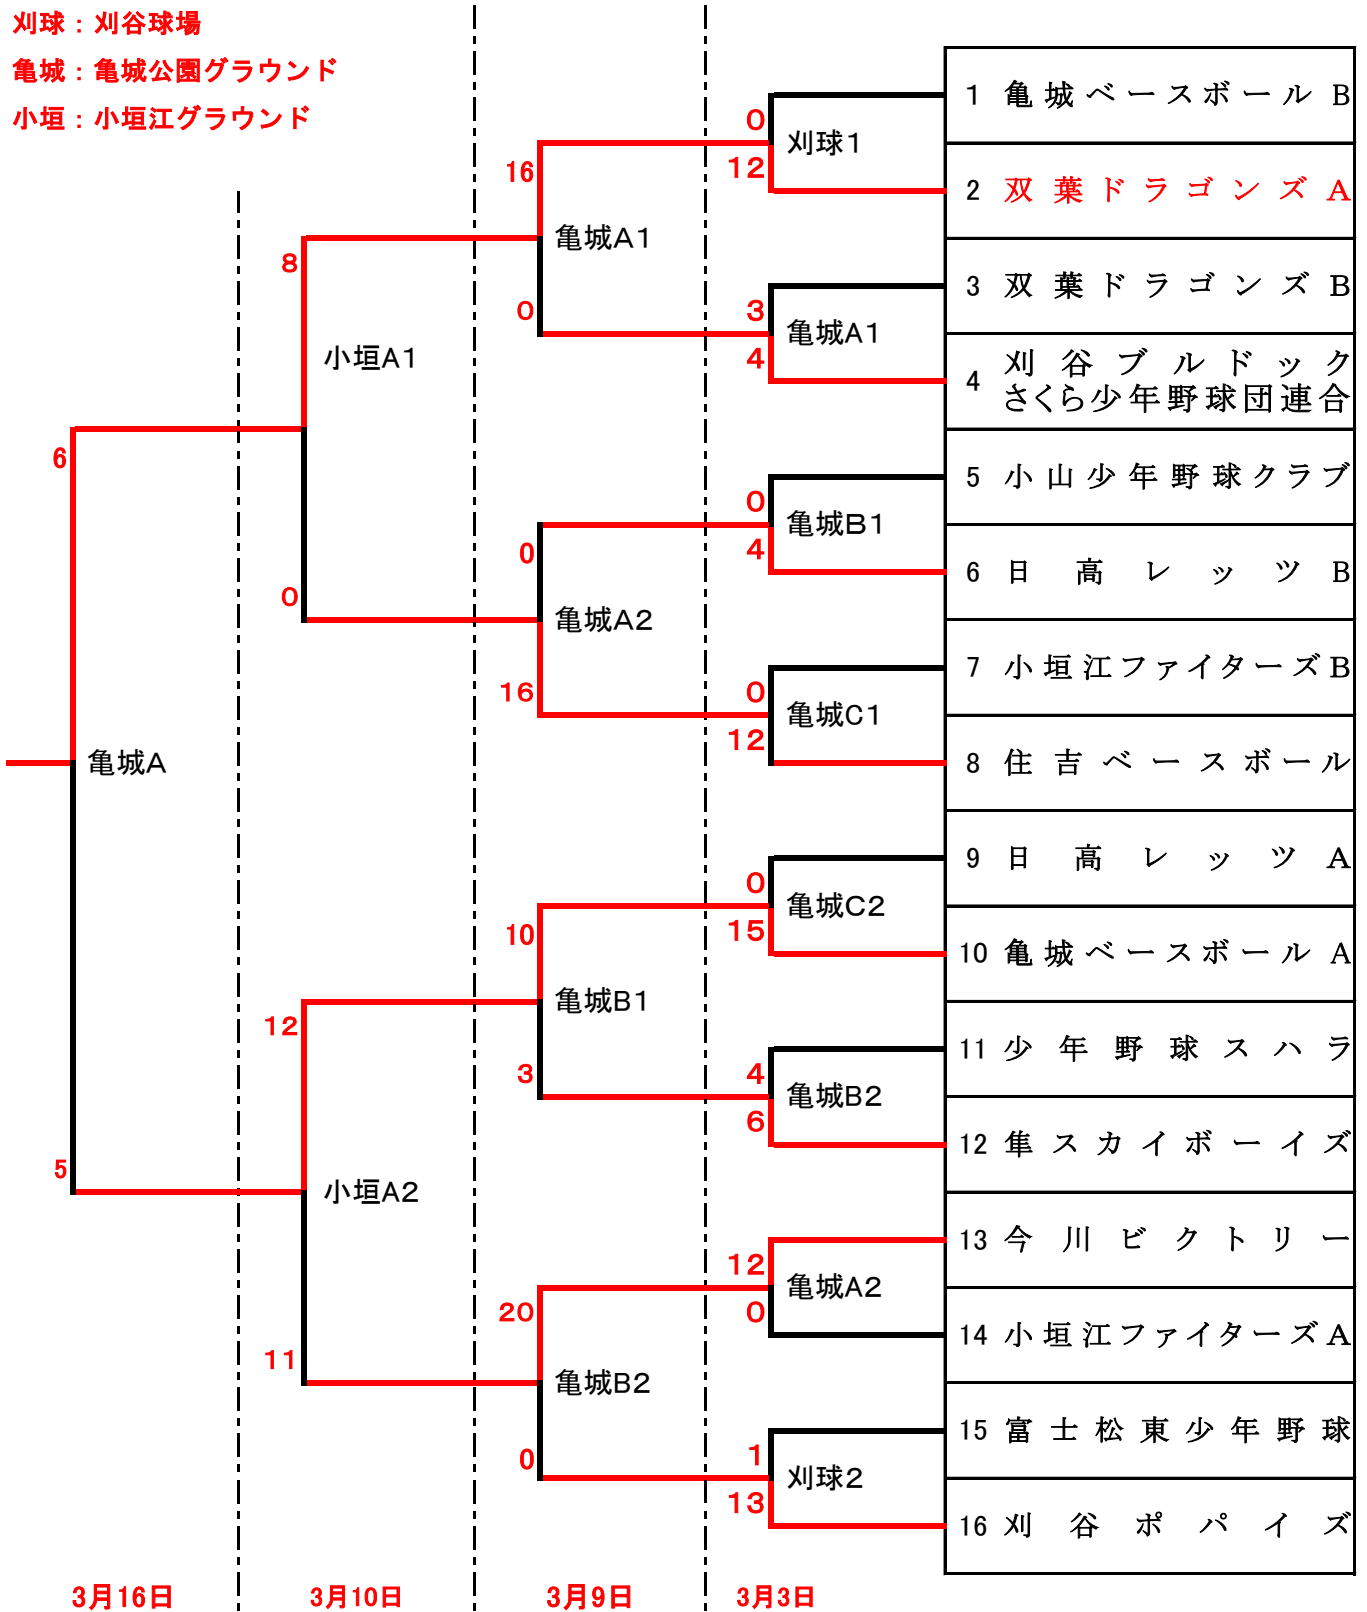 刈球：刈谷球場
亀城：亀城公園グラウンド
小垣：小垣江グラウンド
1 亀城ベースボールB
0
刈球1
12
2 双葉ドラゴンズA
16
亀城A1
0
3 双葉ドラゴンズB
3
亀城A1
4
4 刈谷ブルドック
さくら少年野球団連合
8
小垣A1
0
5 小山少年野球クラブ
0
亀城B1
4
6 日高レッツB
0
亀城A2
16
7 小垣江ファイターズB
0
亀城C1
12
8 住吉ベースボール
6
亀城A
5
9 日高レッツA
0
亀城C2
15
10 亀城ベースボールA
10
亀城B1
3
11 少年野球スハラ
4
亀城B2
6
12 隼スカイボーイズ
12
小垣A2
11
13 今川ビクトリー
12
亀城A2
0
14 小垣江ファイターズA
20
亀城B2
0
15 富士松東少年野球
1
刈球2
13
16 刈谷ポパイズ
3月16日 3月10日 3月9日 3月3日